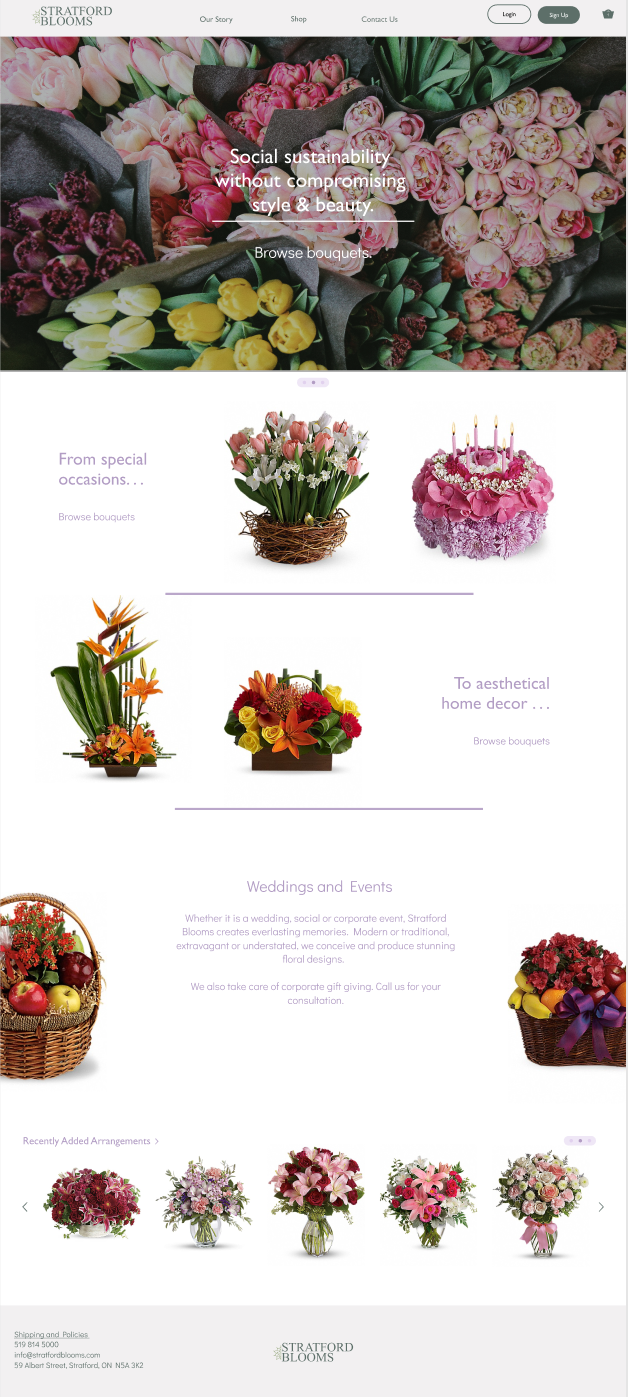 STRATFORD
BLOOMS
Our Story
Shop
Contact Us
Login
Sign Up
Social sustainability
without compromising
style & beauty.
Browse bouquets.
From special
occasions. . .
Browse bouquets
To aesthetical
home decor . . .
Browse bouquets
Weddings and Events
Whether it is a wedding, social or corporate event, Stratford
Blooms creates everlasting memories. Modern or traditional,
extravagant or understated, we conceive and produce stunning
floral designs.
We also take care of corporate gift giving. Call us for your
consultation.
Recently Added Arrangements >
Shipping and Policies
519 814 5000
info@stratfordblooms.com
59 Albert Street, Stratford, ON N5A 3K2
STRATFORD
BLOOMS